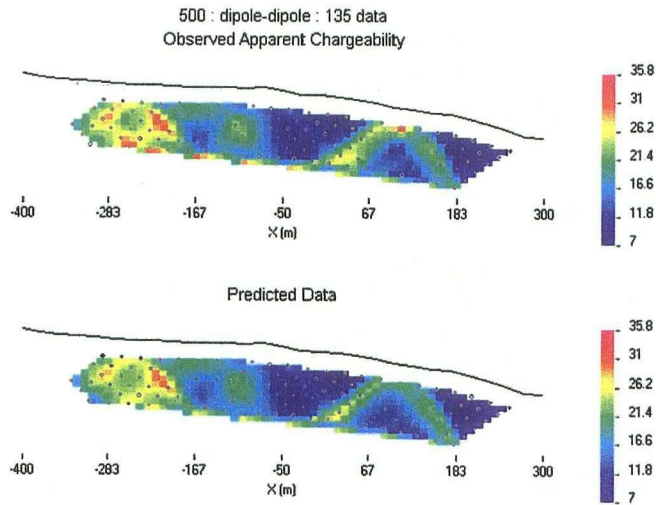 500 : dipole-dipole : 135 data
Observed Apparent Chargeability
35.8
31
26.2
21.4
16.6
11.8
7
-400 -283 -167 -50 67 183 300
X (m)
Predicted Data
35.8
31
26.2
21.4
16.6
11.8
7
-400 -283 -167 -50 67 183 300
X (m)